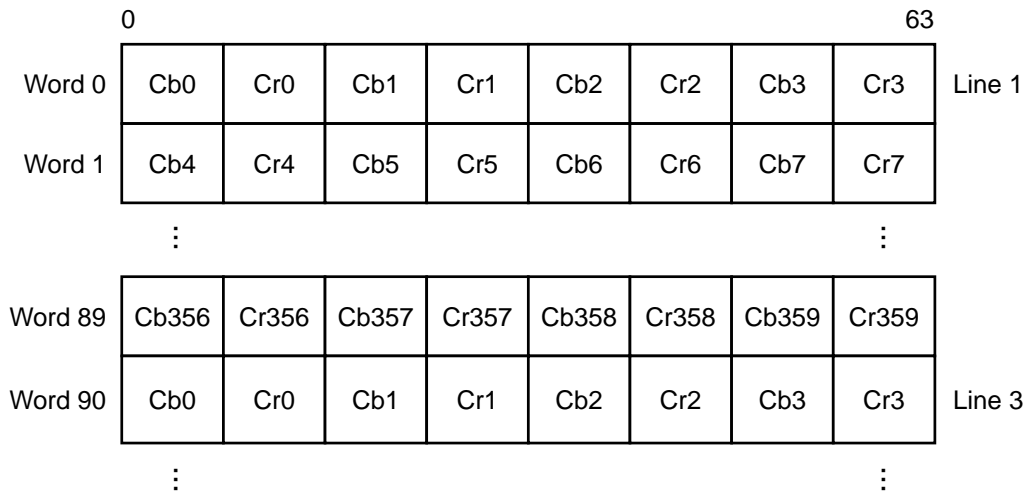 0 63
Word 0 Cb0 Cr0 Cb1 Cr1 Cb2 Cr2 Cb3 Cr3 Line 1
Word 1 Cb4 Cr4 Cb5 Cr5 Cb6 Cr6 Cb7 Cr7
⋮ ⋮
Word 89 Cb356 Cr356 Cb357 Cr357 Cb358 Cr358 Cb359 Cr359
Word 90 Cb0 Cr0 Cb1 Cr1 Cb2 Cr2 Cb3 Cr3 Line 3
⋮ ⋮